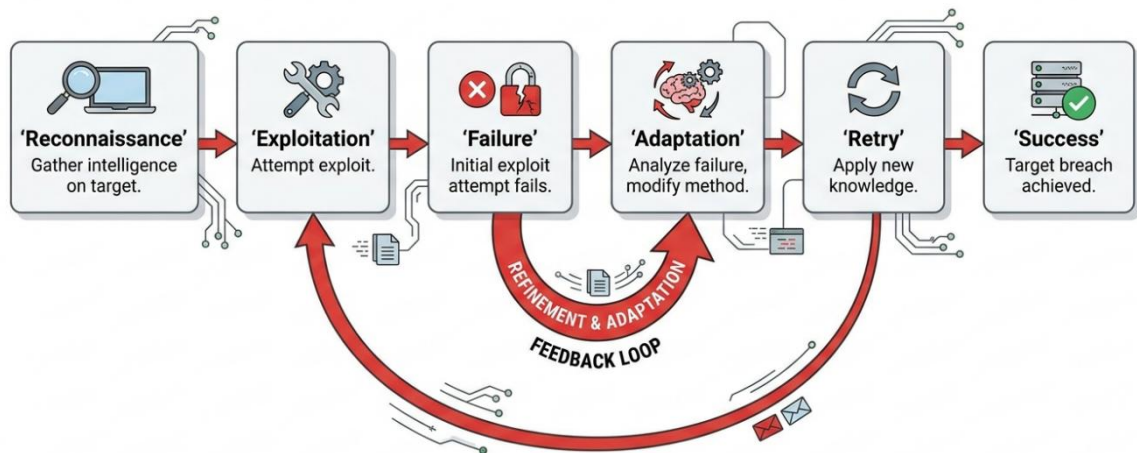 'Reconnaissance'
Gather intelligence
on target.
'Exploitation'
Attempt exploit.
'Failure'
Initial exploit
attempt fails.
'Adaptation'
Analyze failure,
modify method.
'Retry'
Apply new
knowledge.
'Success'
Target breach
achieved.
REFINEMENT & ADAPTATION
FEEDBACK LOOP